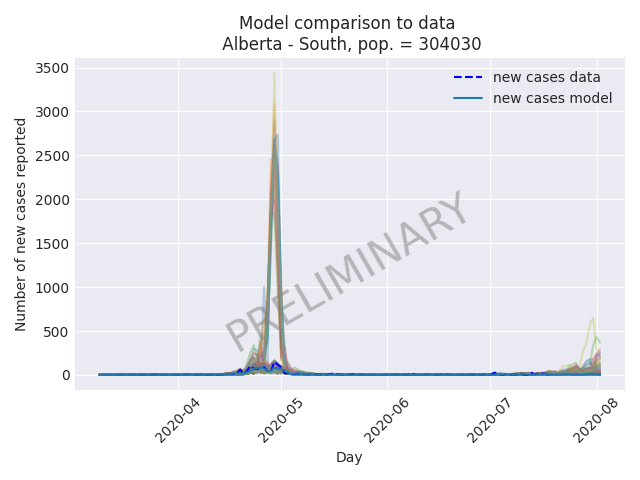 Model comparison to data
Alberta - South, pop. = 304030
new cases data
new cases model
Number of new cases reported
3500
3000
2500
2000
1500
1000
500
0
PRELIMINARY
2020-04
2020-05
2020-06
2020-07
2020-08
Day